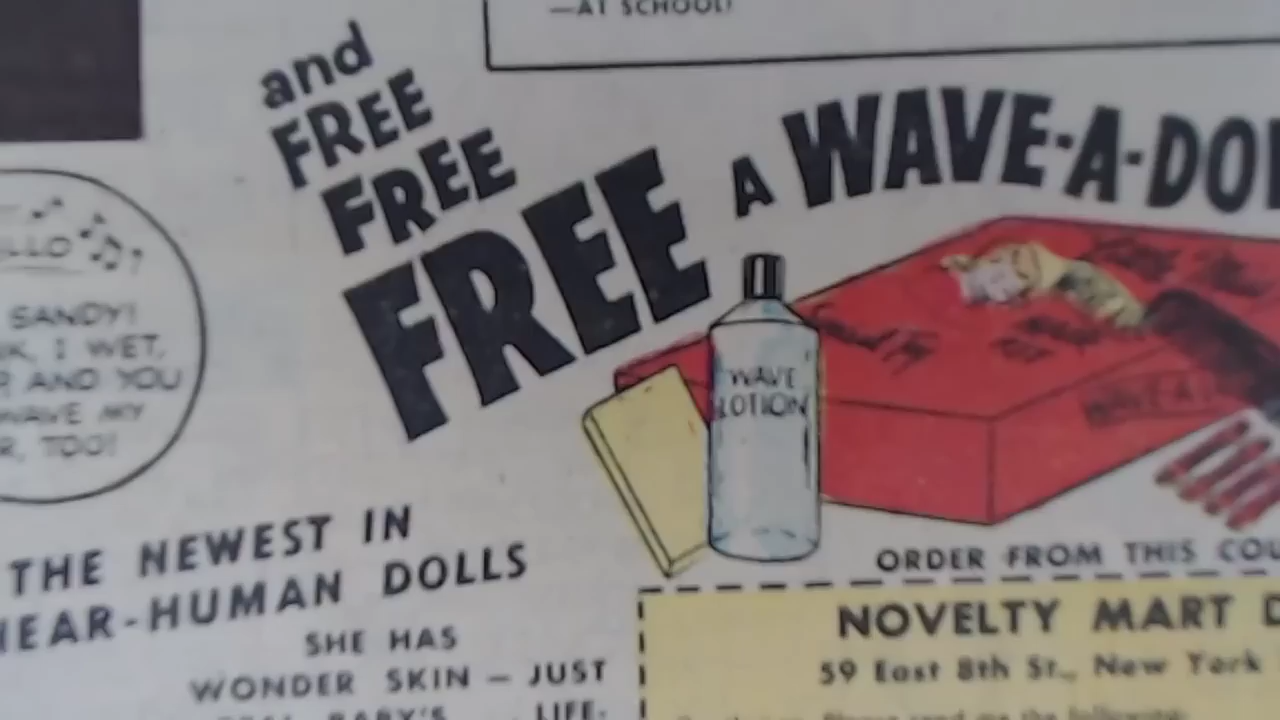 —AT SCHOOL!
and
FREE
FREE
FREE A WAVE-A-DO
WAVE
LOTION
SANDY!
I WET,
AND YOU
WAVE MY
TOO!
THE NEWEST IN
NEAR-HUMAN DOLLS
SHE HAS
WONDER SKIN — JUST
BABY'S LIFE-
ORDER FROM THIS COU
NOVELTY MART D
59 East 8th St., New York